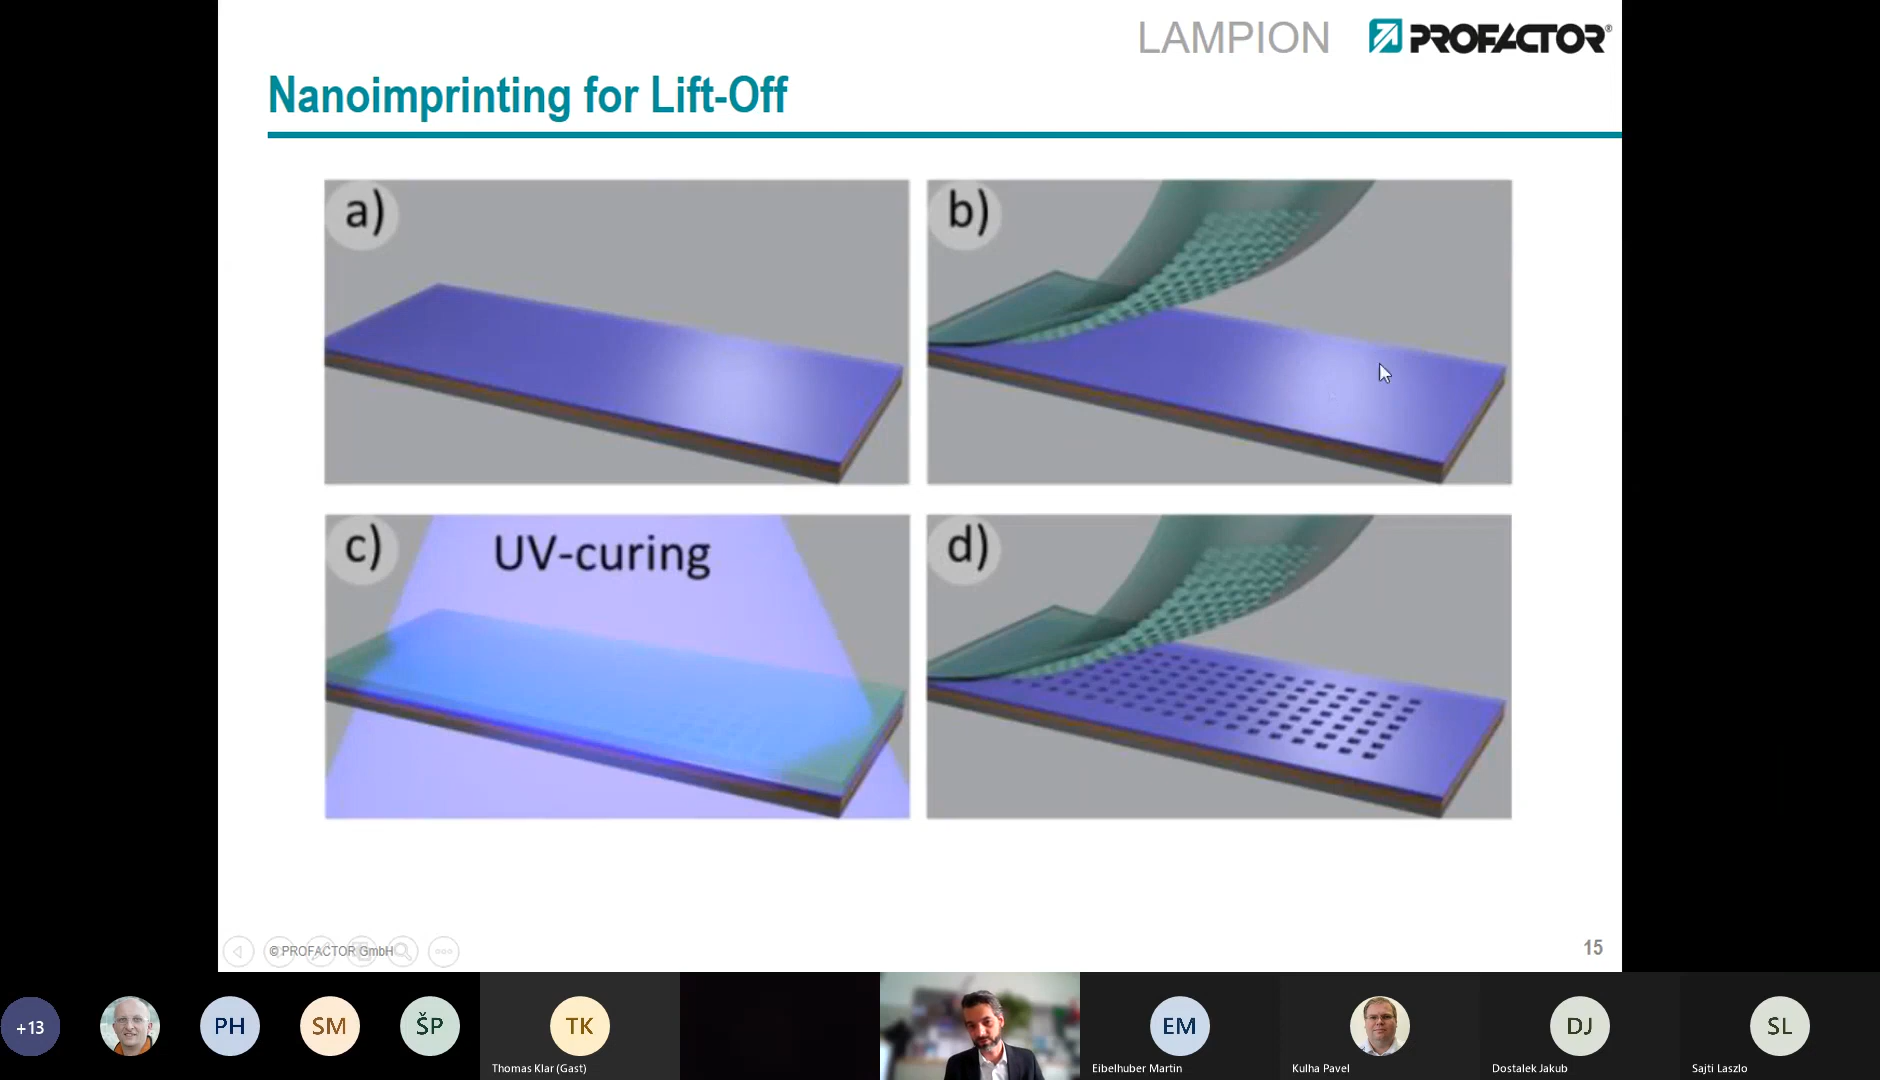 LAMPION PROFACTOR®
Nanoimprinting for Lift-Off
a)
b)
c)
UV-curing
d)
© PROFACTOR GmbH
15
+13
PH
SM
ŠP
TK
Thomas Klar (Gast)
EM
Eibelhuber Martin
Kulha Pavel
DJ
Dostalek Jakub
SL
Sajti Laszlo